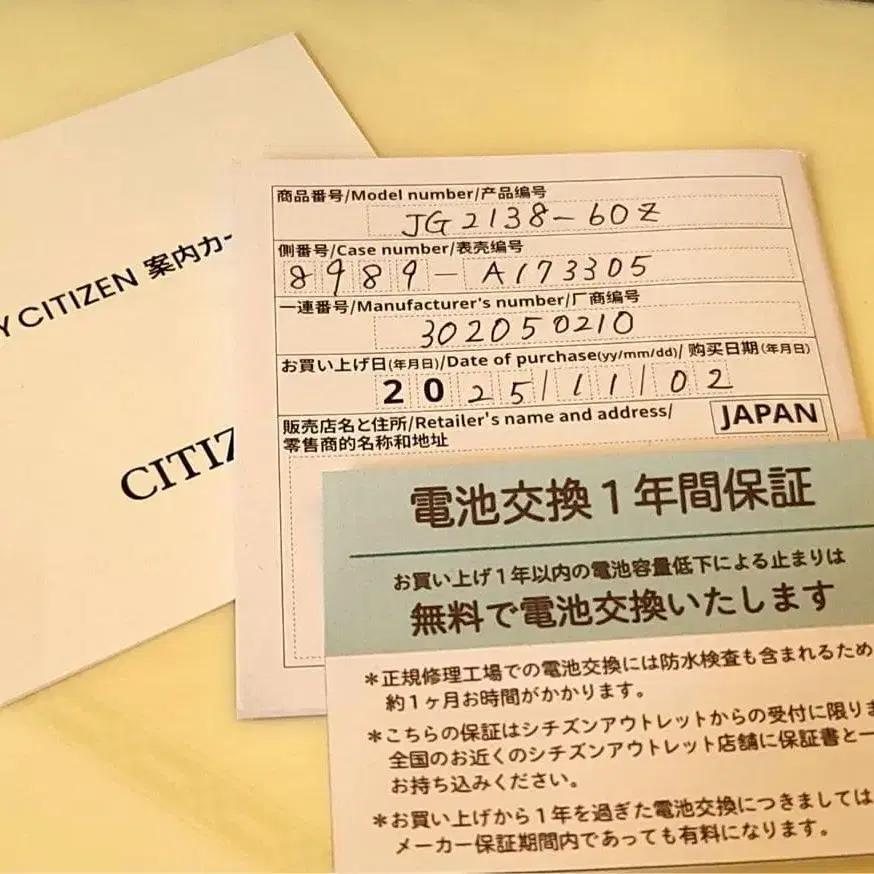 Y CITIZEN 案内カー
CITIZ
商品番号/Model number/产品编号
JG2138-60Z
側番号/Case number/表壳编号
8989-A173305
一連番号/Manufacturer's number/厂商编号
302050210
お買い上げ日(年月日)/Date of purchase(yy/mm/dd)/购买日期(年月日)
2025/11/02
販売店名と住所/Retailer's name and address/
零售商的名称和地址
JAPAN
電池交換1年間保証
お買い上げ1年以内の電池容量低下による止まりは
無料で電池交換いたします
*正規修理工場での電池交換には防水検査も含まれるため
約1ヶ月お時間がかかります。
*こちらの保証はシチズンアウトレットからの受付に限りま
全国のお近くのシチズンアウトレット店舗に保証書と一
お持ち込みください。
*お買い上げから1年を過ぎた電池交換につきましては
メーカー保証期間内であっても有料になります。